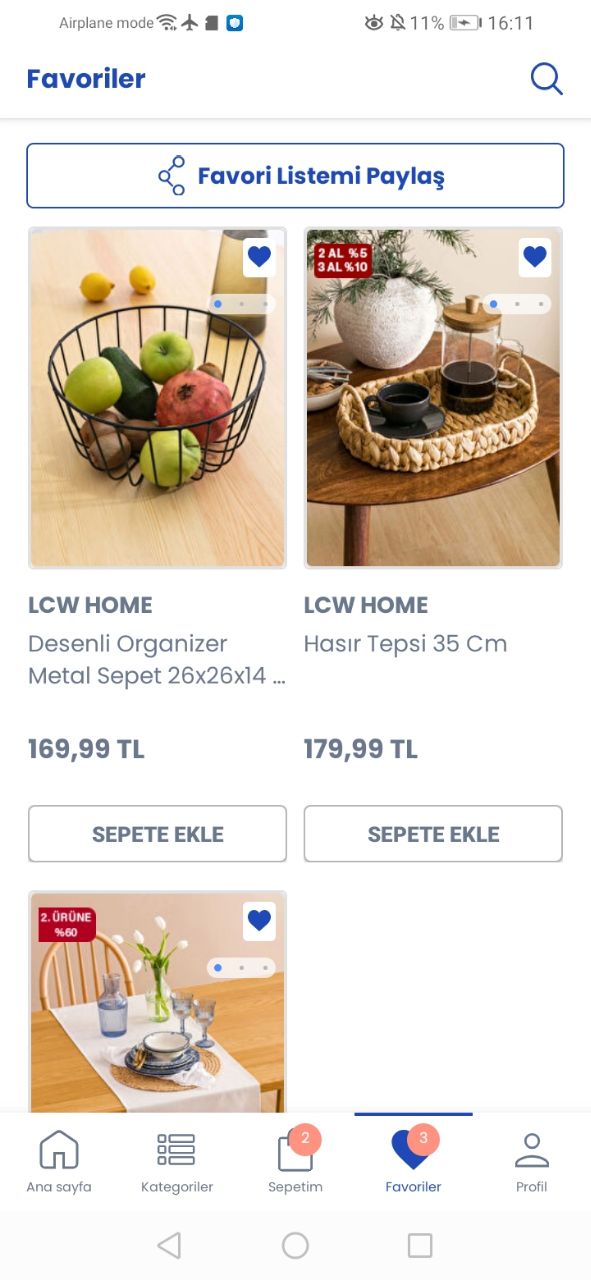 Airplane mode 11% 16:11
Favoriler
Favori Listemi Paylaş
2 AL %5
3 AL %10
LCW HOME
Desenli Organizer
Metal Sepet 26x26x14 ...
169,99 TL
SEPETE EKLE
LCW HOME
Hasır Tepsi 35 Cm
179,99 TL
SEPETE EKLE
2. ÜRÜNE
%60
Ana sayfa
Kategoriler
2
Sepetim
3
Favoriler
Profil